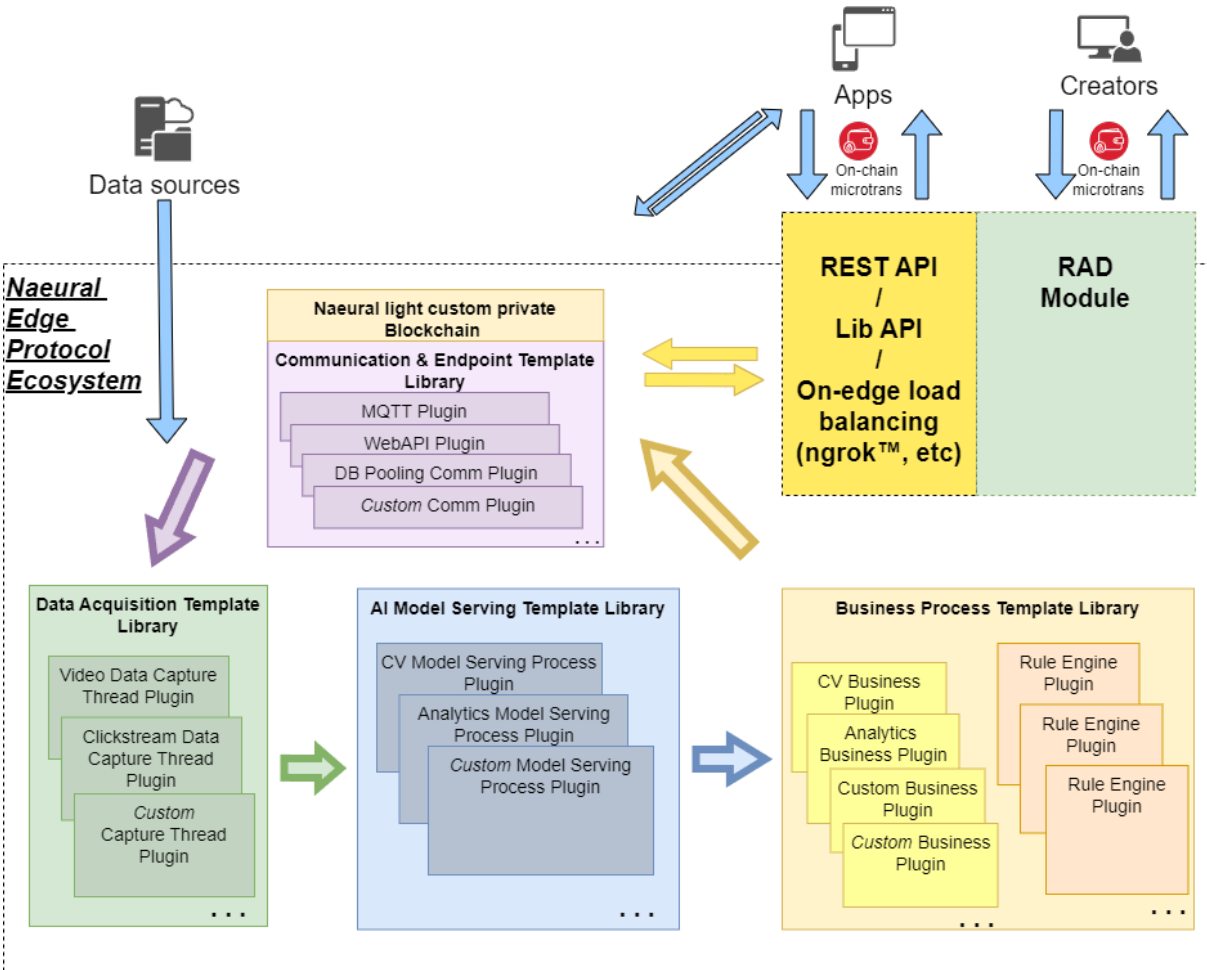 Apps
Creators
On-chain
microtrans
On-chain
microtrans
Data sources
Naeural
Edge
Protocol
Ecosystem
REST API
/
Lib API
/
On-edge load
balancing
(ngrok™, etc)
RAD
Module
Naeural light custom private
Blockchain
Communication & Endpoint Template
Library
MQTT Plugin
WebAPI Plugin
DB Pooling Comm Plugin
Custom Comm Plugin
. . .
Data Acquisition Template
Library
Video Data Capture
Thread Plugin
Clickstream Data
Capture Thread
Plugin
Custom
Capture Thread
Plugin
. . .
AI Model Serving Template Library
CV Model Serving Process
Plugin
Analytics Model Serving
Process Plugin
Custom Model Serving
Process Plugin
. . .
Business Process Template Library
CV Business
Plugin
Analytics
Business Plugin
Custom Business
Plugin
Custom Business
Plugin
. . .
Rule Engine
Plugin
Rule Engine
Plugin
Rule Engine
Plugin
. . .